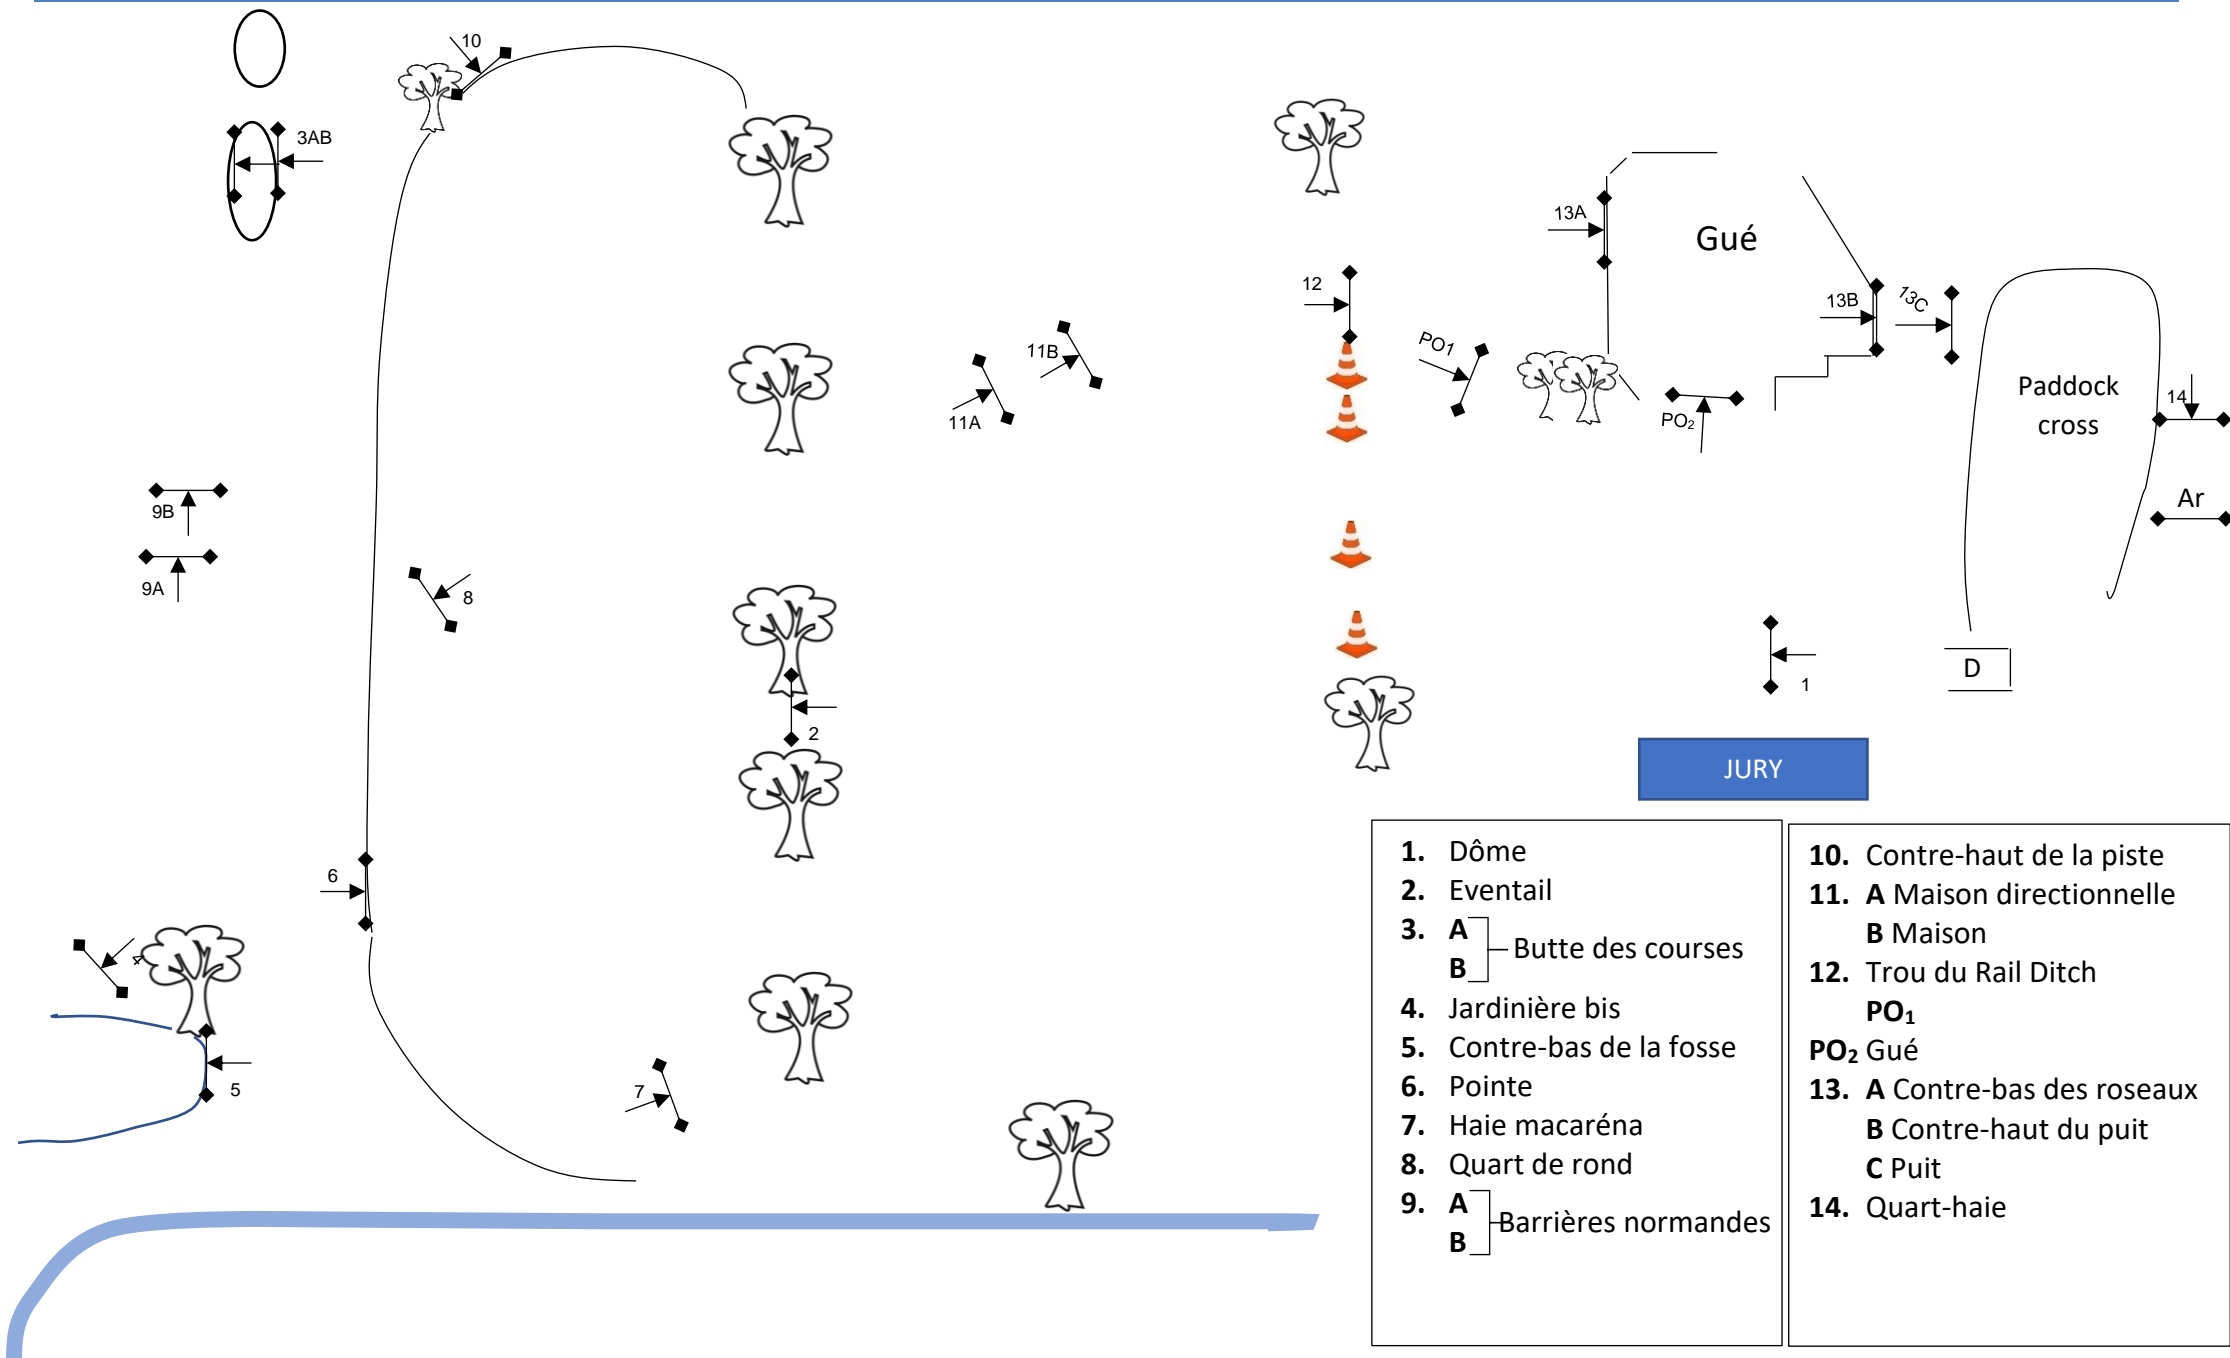 10
3AB
13A
Gué
12
13B
13C
PO1
11B
11A
PO₂
Paddock
cross
14
Ar
9B
9A
8
2
1
D
JURY
6
4
5
7
1. Dôme
2. Eventail
3. A
B
Butte des courses
4. Jardinière bis
5. Contre-bas de la fosse
6. Pointe
7. Haie macaréna
8. Quart de rond
9. A
B
Barrières normandes
10. Contre-haut de la piste
11. A Maison directionnelle
B Maison
12. Trou du Rail Ditch
PO₁
PO₂ Gué
13. A Contre-bas des roseaux
B Contre-haut du puit
C Puit
14. Quart-haie